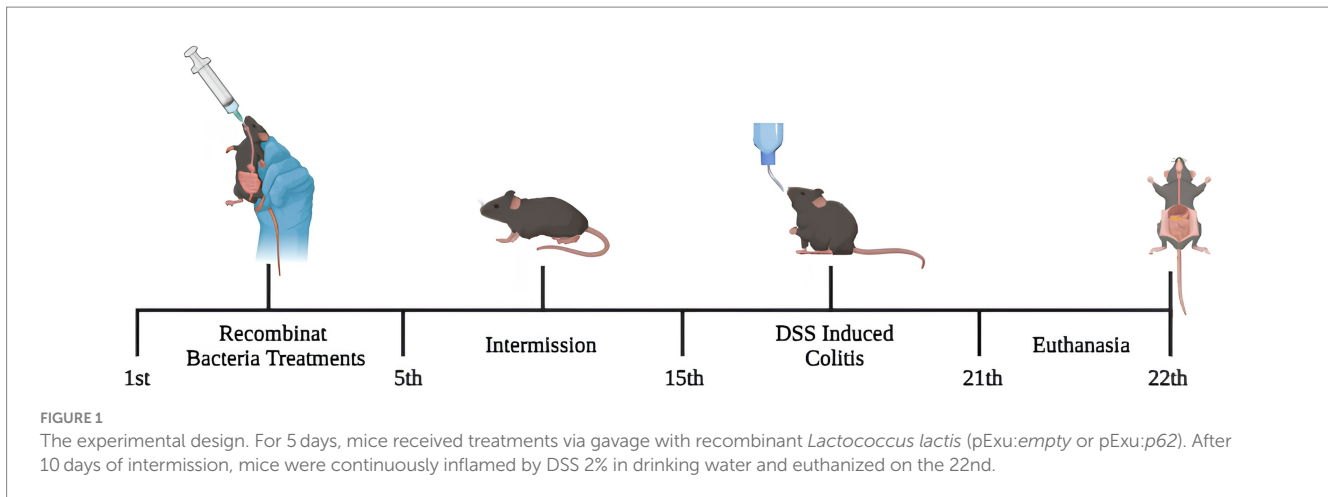 Recombinat
Bacteria Treatments
Intermission
DSS Induced
Colitis
Euthanasia
1st
5th
15th
21th
22th
FIGURE 1
The experimental design. For 5 days, mice received treatments via gavage with recombinant Lactococcus lactis (pExu:empty or pExu:p62). After
10 days of intermission, mice were continuously inflamed by DSS 2% in drinking water and euthanized on the 22nd.